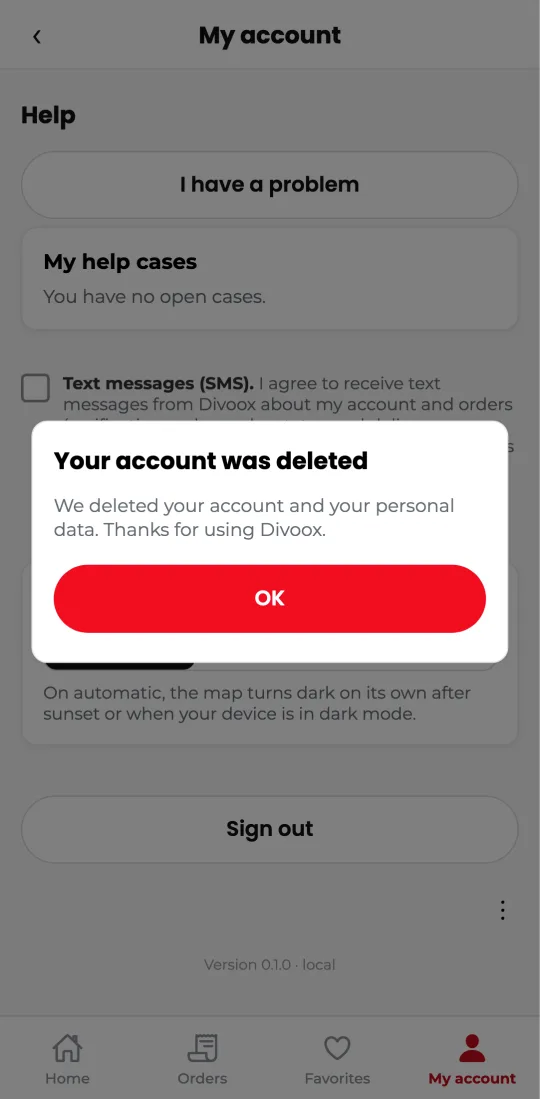 My account
Help
I have a problem
My help cases
You have no open cases.
Text messages (SMS). I agree to receive text
messages from Divoox about my account and orders
Your account was deleted
We deleted your account and your personal
data. Thanks for using Divoox.
OK
On automatic, the map turns dark on its own after
sunset or when your device is in dark mode.
Sign out
Version 0.1.0 · local
Home
Orders
Favorites
My account